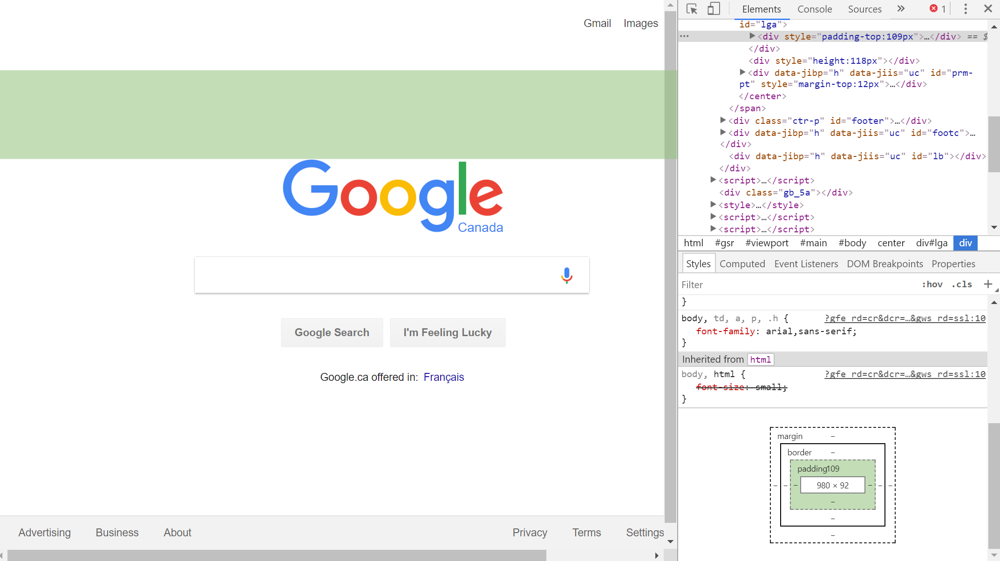 Gmail Images
Google
Canada
Google Search I'm Feeling Lucky
Google.ca offered in: Français
Advertising Business About Privacy Terms Settings
Elements Console Sources » 1
id="lga">
… <div style="padding-top:109px">…</div> == $
</div>
<div style="height:118px"></div>
<div data-jibp="h" data-jiis="uc" id="prm-
pt" style="margin-top:12px">…</div>
</center>
</span>
<div class="ctr-p" id="footer">…</div>
<div data-jibp="h" data-jiis="uc" id="footc">…
</div>
<div data-jibp="h" data-jiis="uc" id="lb"></div>
</div>
<script>…</script>
<div class="gb_5a"></div>
<style>…</style>
<script>…</script>
<script>…</script>
html #gsr #viewport #main #body center div#lga div
Styles Computed Event Listeners DOM Breakpoints Properties
Filter :hov .cls +
}
body, td, a, p, .h { ?gfe_rd=cr&dcr=…&gws_rd=ssl:10
font-family: arial,sans-serif;
}
Inherited from html
body, html { ?gfe_rd=cr&dcr=…&gws_rd=ssl:10
font-size: small;
}
margin –
border –
padding109
– – – 980 × 92 – – –
–
–
–